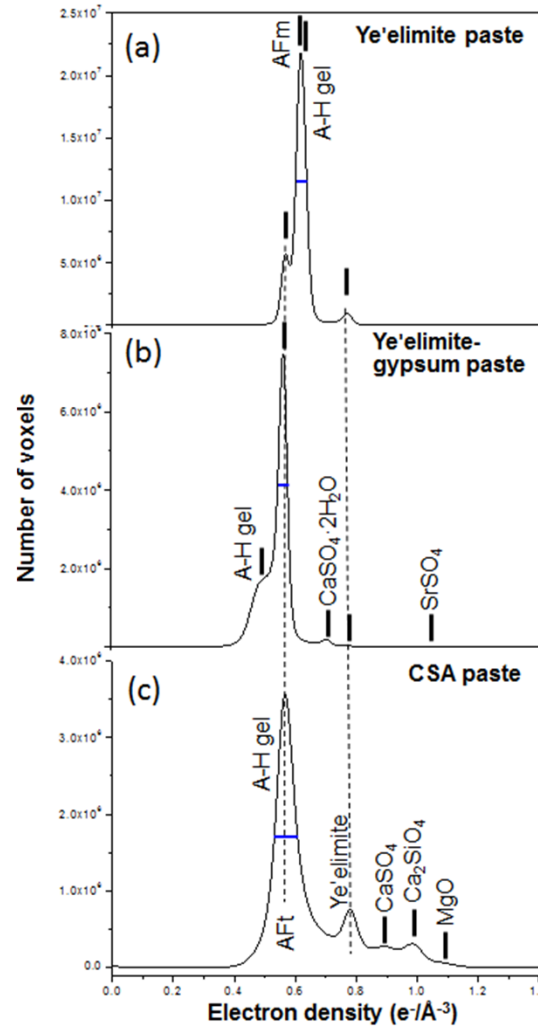 (a)
Ye'elimite paste
AFm
A-H gel
2.5x10⁷
2.0x10⁷
1.5x10⁷
1.0x10⁷
5.0x10⁶
(b)
Ye'elimite-
gypsum paste
8.0x10⁶
6.0x10⁶
4.0x10⁶
2.0x10⁶
A-H gel
CaSO₄·2H₂O
SrSO₄
Number of voxels
(c)
CSA paste
4.0x10⁶
3.0x10⁶
2.0x10⁶
1.0x10⁶
0.0
A-H gel
AFt
Ye'elimite
CaSO₄
Ca₂SiO₄
MgO
0.0 0.2 0.4 0.6 0.8 1.0 1.2 1.4
Electron density (e⁻/Å⁻³)